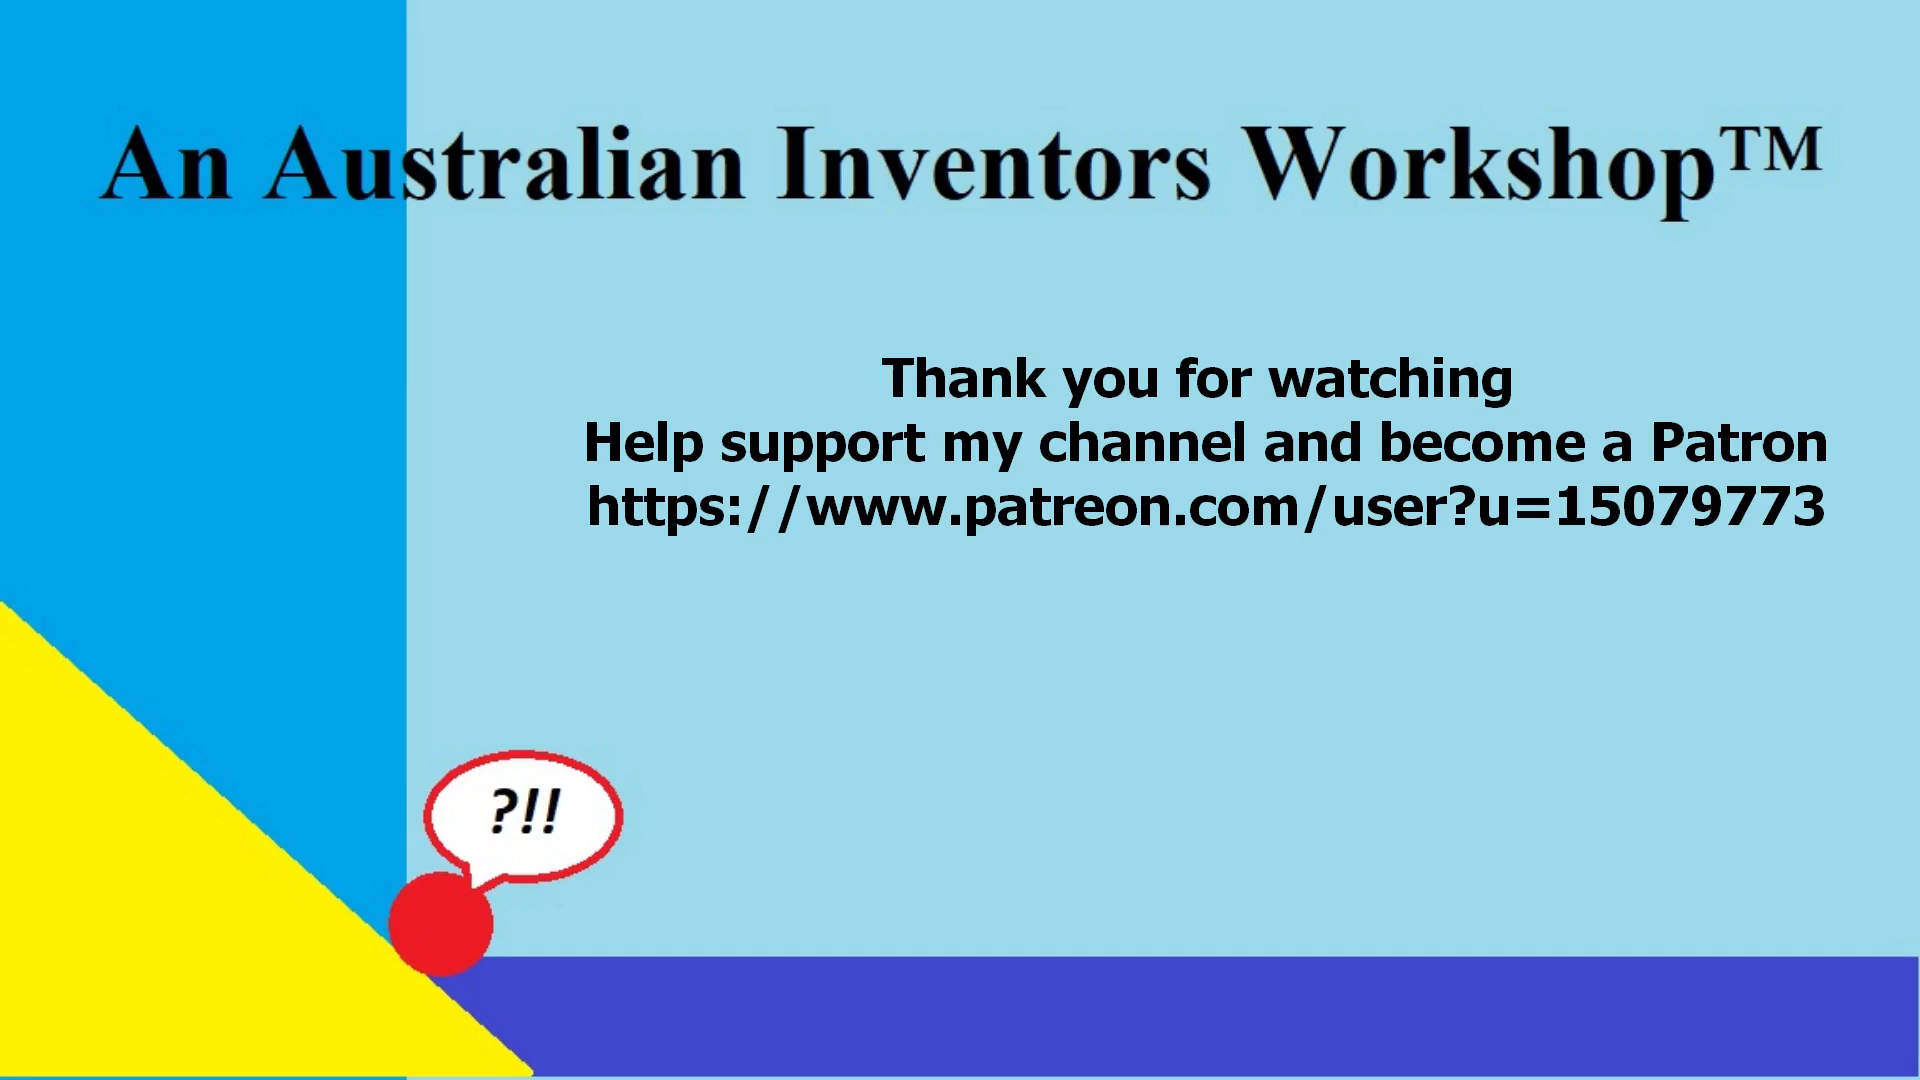 An Australian Inventors Workshop™
Thank you for watching
Help support my channel and become a Patron
https://www.patreon.com/user?u=15079773
?!!